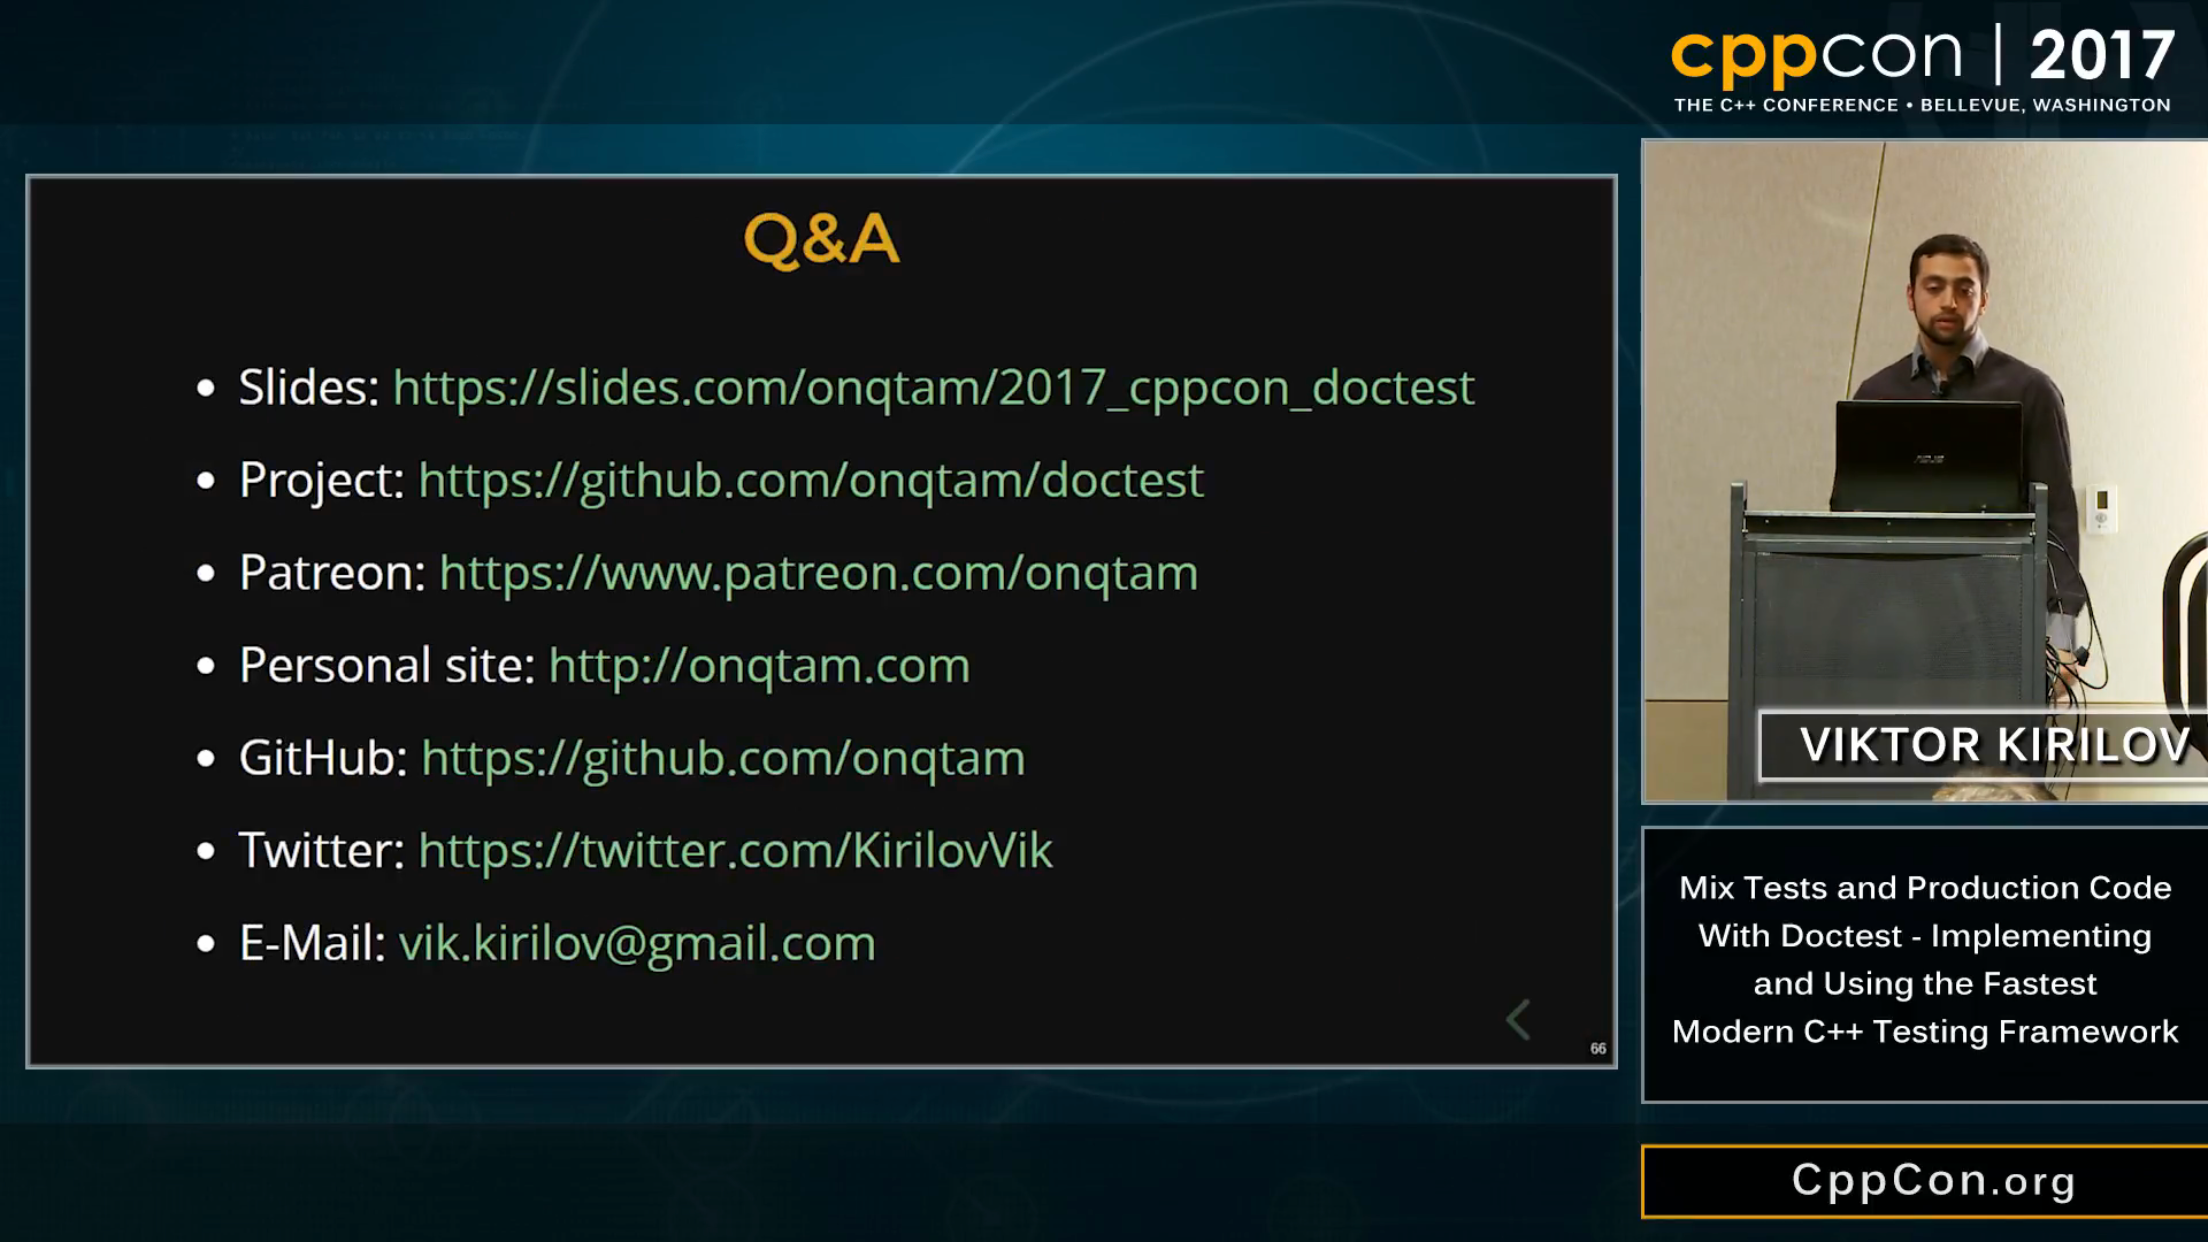 cppcon | 2017
THE C++ CONFERENCE • BELLEVUE, WASHINGTON
Q&A
• Slides: https://slides.com/onqtam/2017_cppcon_doctest
• Project: https://github.com/onqtam/doctest
• Patreon: https://www.patreon.com/onqtam
• Personal site: http://onqtam.com
• GitHub: https://github.com/onqtam
• Twitter: https://twitter.com/KirilovVik
• E-Mail: vik.kirilov@gmail.com
66
VIKTOR KIRILOV
Mix Tests and Production Code
With Doctest - Implementing
and Using the Fastest
Modern C++ Testing Framework
CppCon.org